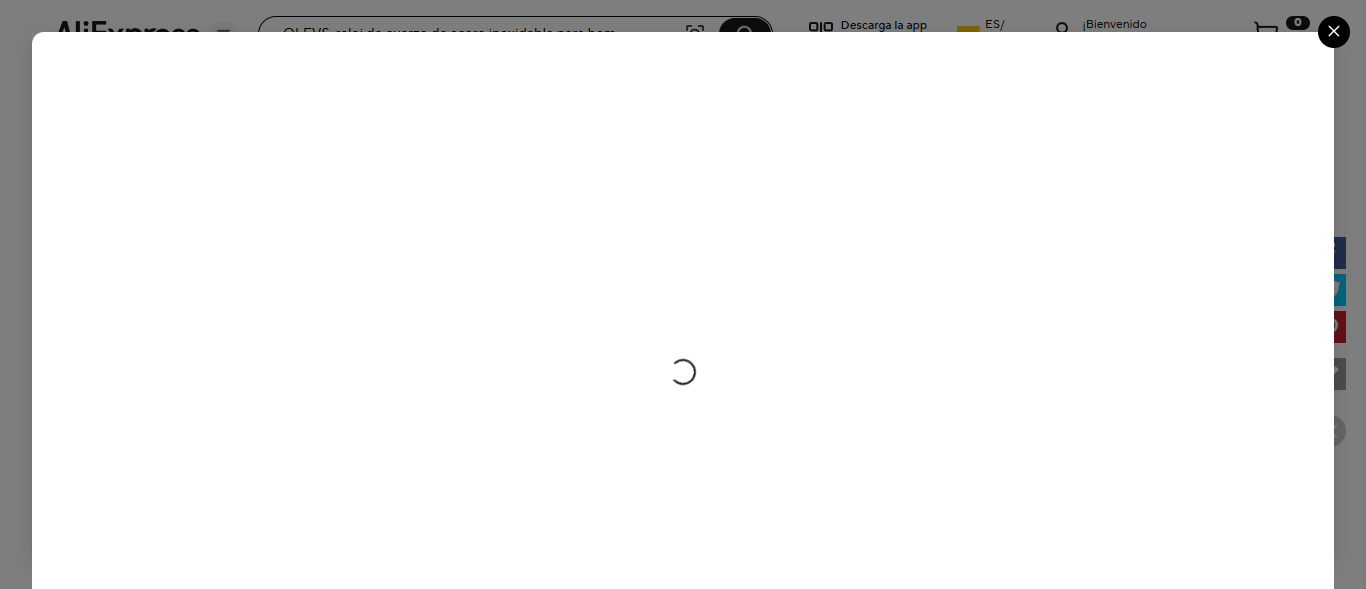 AliExpress
OLEVS-reloj de cuarzo de acero inoxidable para hom
Descarga la app
ES/
¡Bienvenido
0